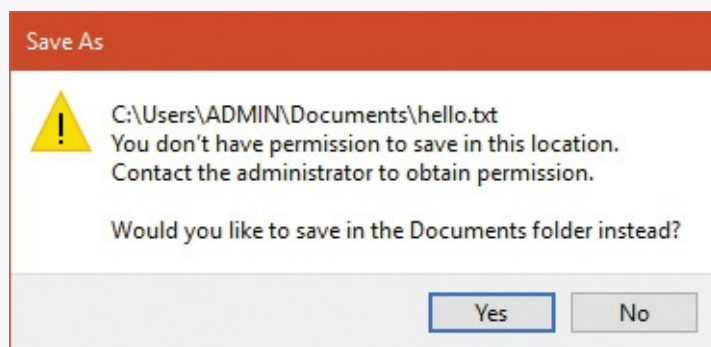 Save As
C:\Users\ADMIN\Documents\hello.txt
You don't have permission to save in this location.
Contact the administrator to obtain permission.
Would you like to save in the Documents folder instead?
Yes
No